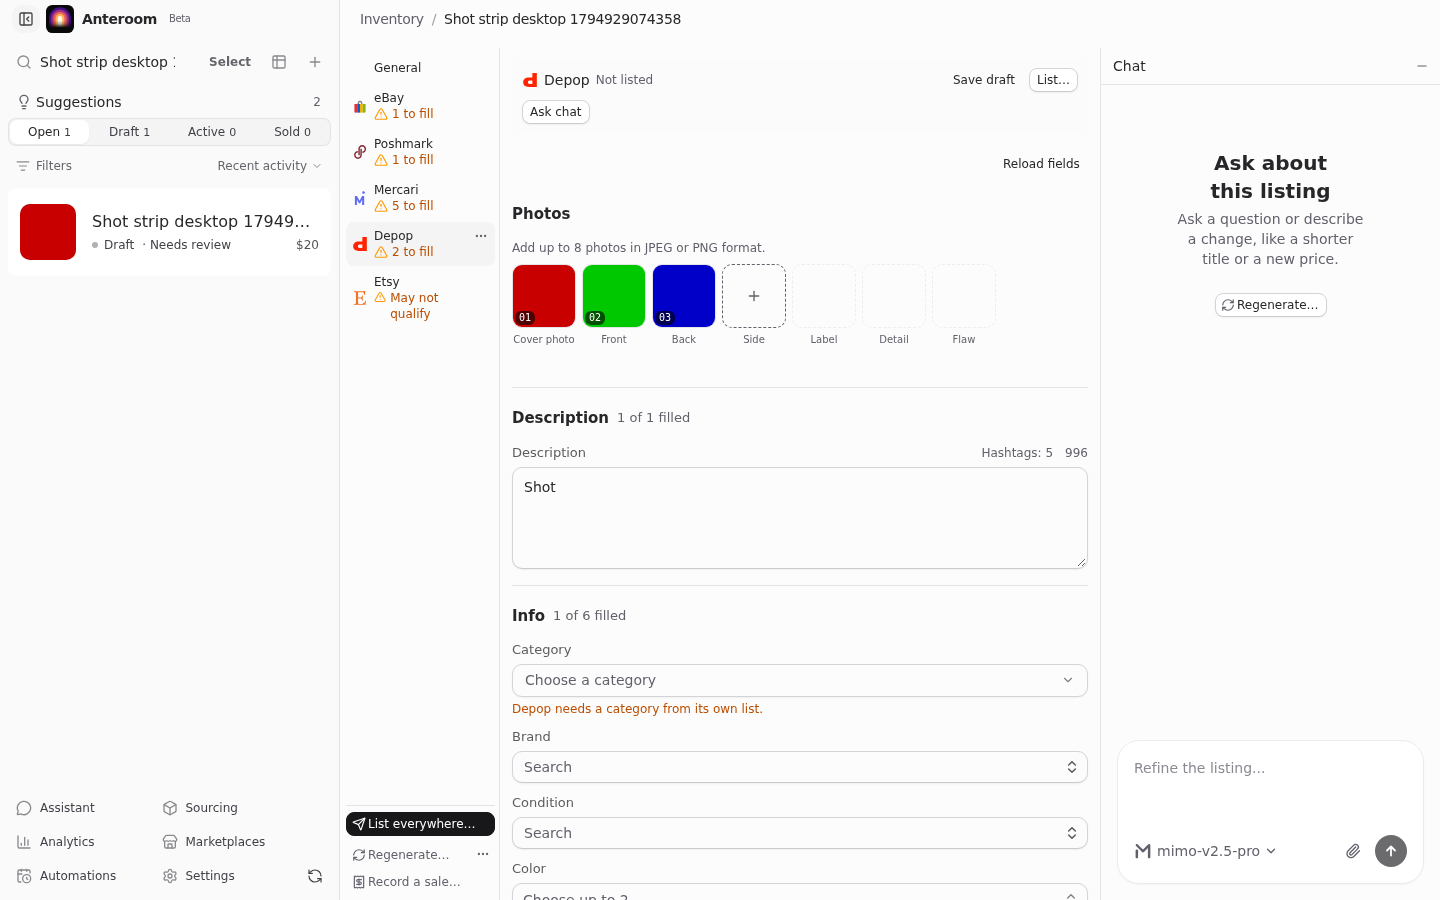 Anteroom Beta
Shot strip desktop 1
Select
Suggestions 2
Open 1
Draft 1
Active 0
Sold 0
Filters
Recent activity
Shot strip desktop 17949...
Draft · Needs review $20
Assistant
Sourcing
Analytics
Marketplaces
Automations
Settings
Inventory / Shot strip desktop 1794929074358
General
eBay
1 to fill
Poshmark
1 to fill
Mercari
5 to fill
Depop
2 to fill
Etsy
May not
qualify
List everywhere...
Regenerate...
Record a sale...
Depop Not listed
Save draft
List...
Ask chat
Reload fields
Photos
Add up to 8 photos in JPEG or PNG format.
01
02
03
Cover photo
Front
Back
Side
Label
Detail
Flaw
Description 1 of 1 filled
Description
Hashtags: 5 996
Shot
Info 1 of 6 filled
Category
Choose a category
Depop needs a category from its own list.
Brand
Search
Condition
Search
Color
Choose up to 2
Chat
Ask about
this listing
Ask a question or describe
a change, like a shorter
title or a new price.
Regenerate...
Refine the listing...
mimo-v2.5-pro